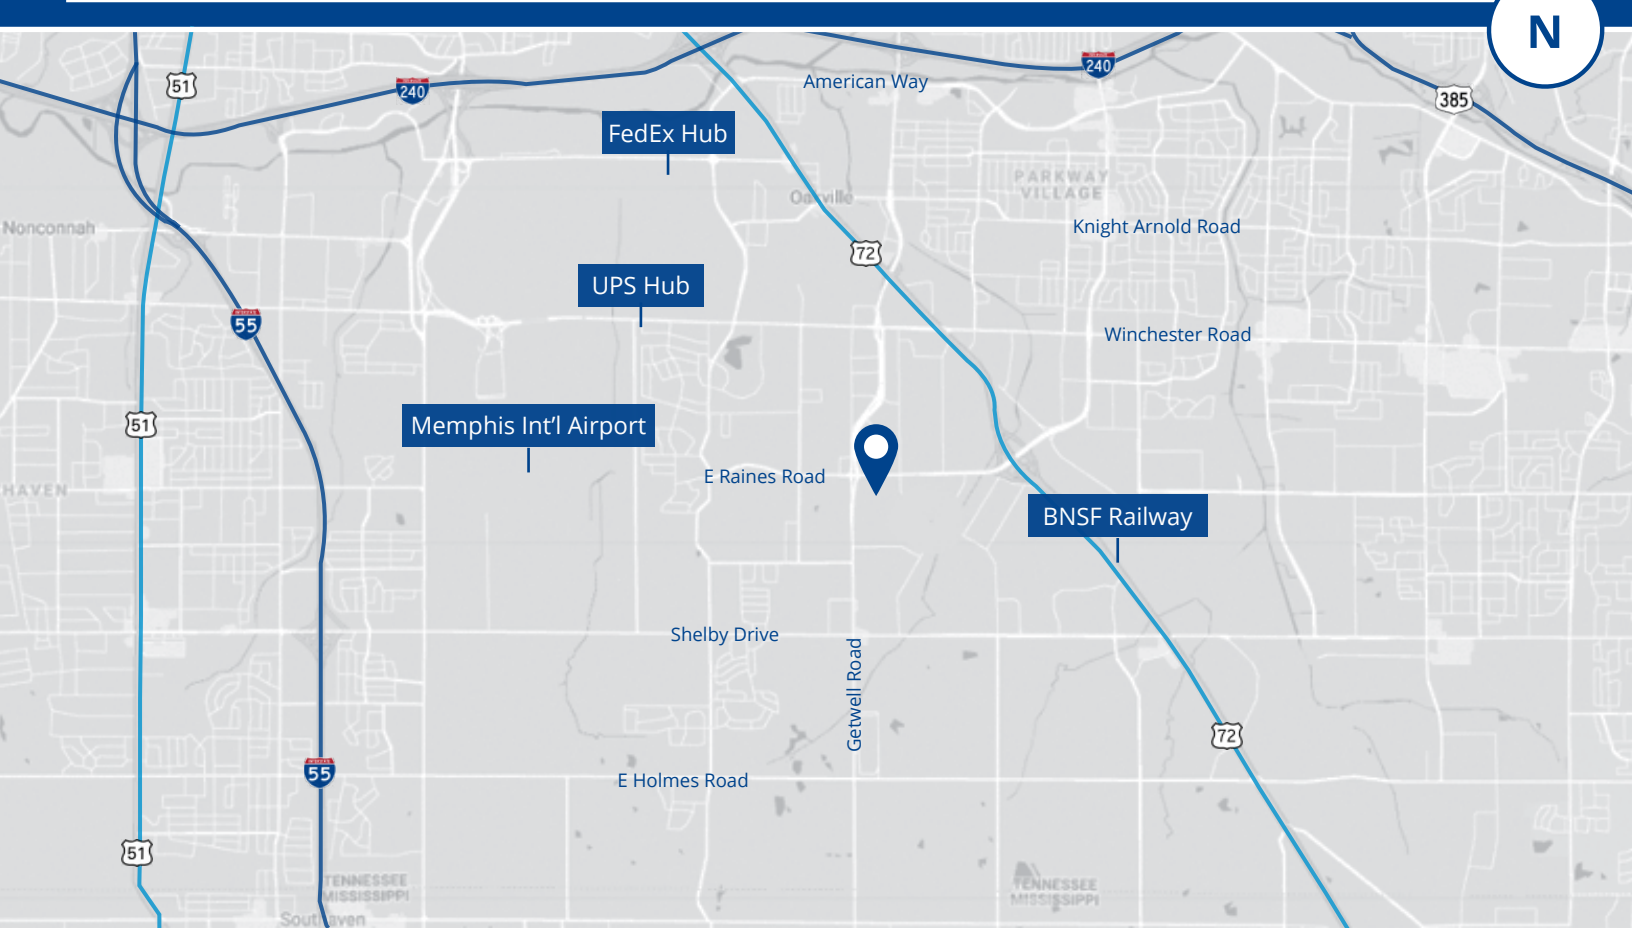 N
51
240
American Way
240
385
FedEx Hub
PARKWAY
VILLAGE
Oakville
Nonconnah
Knight Arnold Road
72
UPS Hub
55
Winchester Road
51
Memphis Int'l Airport
E Raines Road
HAVEN
BNSF Railway
Shelby Drive
Getwell Road
72
55
E Holmes Road
51
TENNESSEE
MISSISSIPPI
TENNESSEE
MISSISSIPPI
Southaven